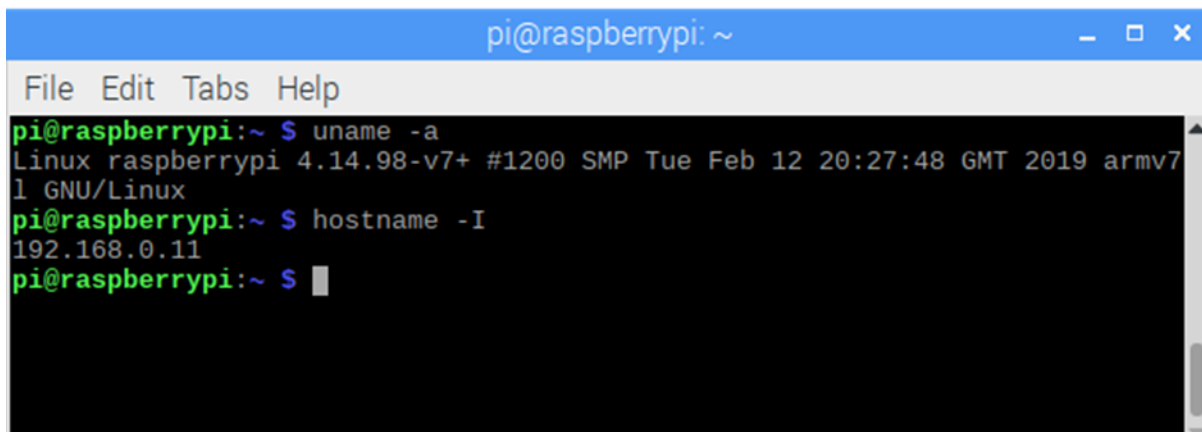 pi@raspberrypi: ~
File Edit Tabs Help
pi@raspberrypi:~ $ uname -a
Linux raspberrypi 4.14.98-v7+ #1200 SMP Tue Feb 12 20:27:48 GMT 2019 armv7
l GNU/Linux
pi@raspberrypi:~ $ hostname -I
192.168.0.11
pi@raspberrypi:~ $